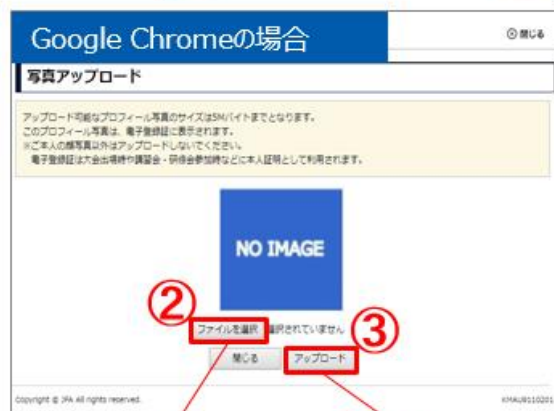 Google Chromeの場合
閉じる
写真アップロード
アップロード可能なプロフィール写真のサイズは5Mバイトまでとなります。
このプロフィール写真は、電子登録証に表示されます。
※ご本人の顔写真以外はアップロードしないでください。
電子登録証は大会出場時や講習会・研修会参加時などに本人証明として利用されます。
NO IMAGE
②
ファイルを選択 選択されていません
③
閉じる アップロード
Copyright @ JPA All rights reserved.